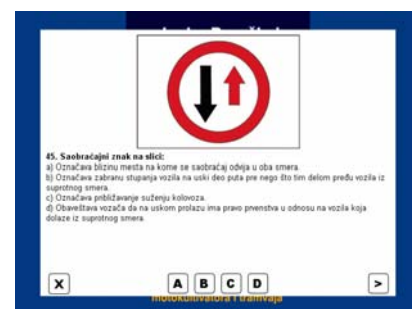 45. Saobraćajni znak na slici:
a) Označava blizinu mesta na kome se saobraćaj odvija u oba smera.
b) Označava zabranu stupanja vozila na uski deo puta pre nego što tim delom pređu vozila iz
suprotnog smera.
c) Označava približavanje suženju kolovoza.
d) Obaveštava vozača da na uskom prolazu ima pravo prvenstva u odnosu na vozila koja
dolaze iz suprotnog smera.
X A B C D >
motokultivatora i tramvaja